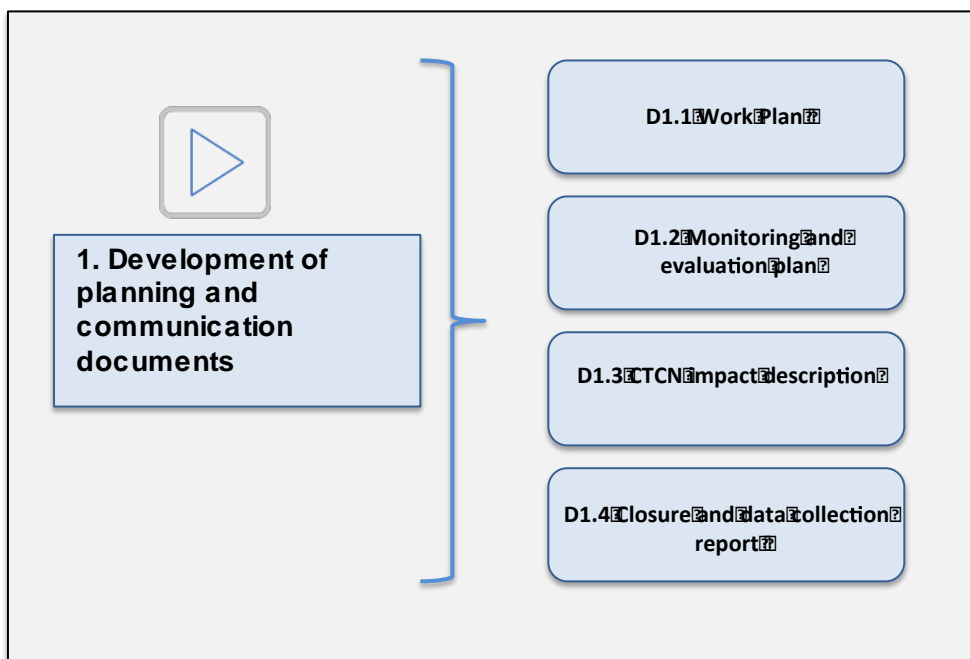 1. Development of
planning and
communication
documents
D1.1 Work Plan
D1.2 Monitoring and
evaluation plan
D1.3 CTCN impact description
D1.4 Closure and data collection
report